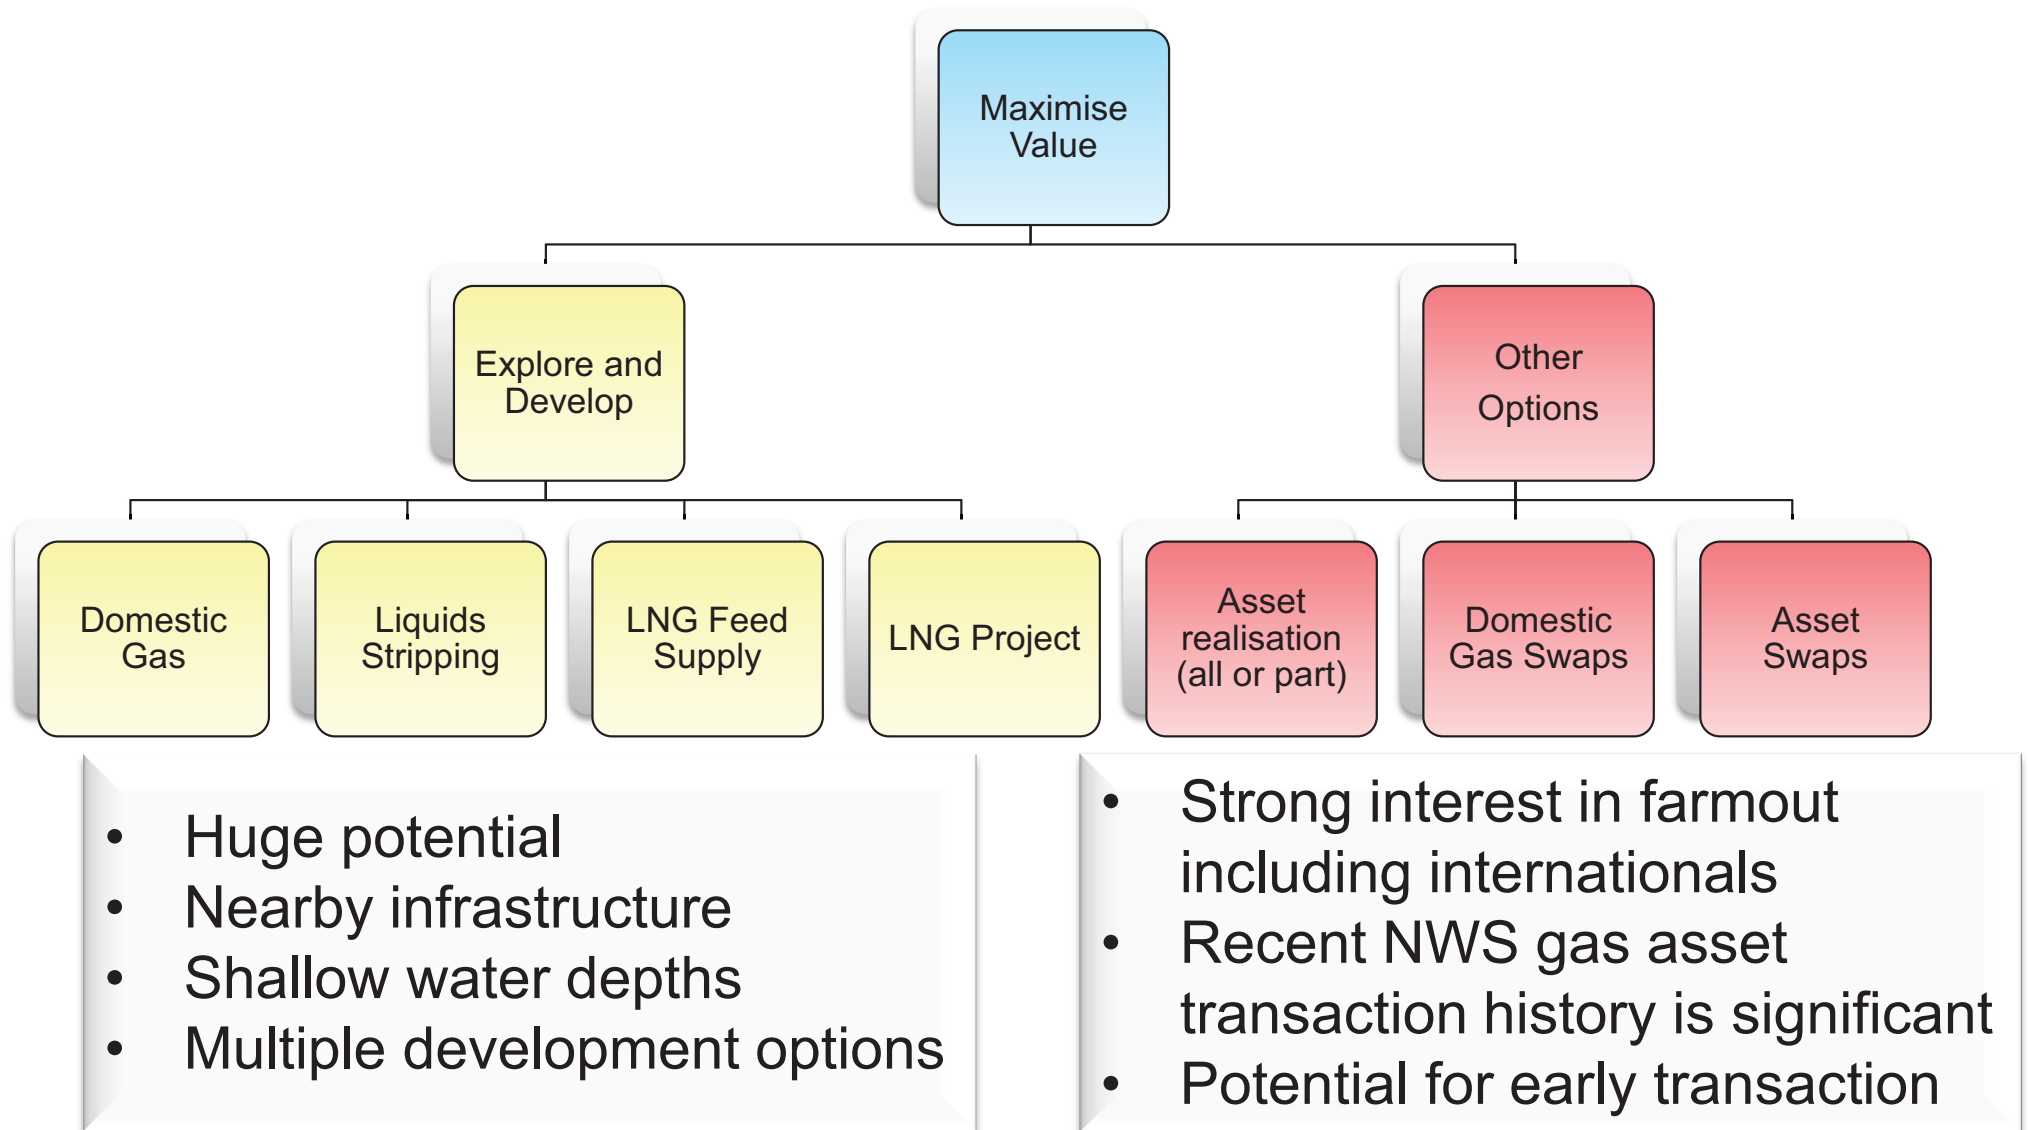 Maximise
Value
Explore and
Develop
Other
Options
Domestic
Gas
Liquids
Stripping
LNG Feed
Supply
LNG Project
Asset
realisation
(all or part)
Domestic
Gas Swaps
Asset
Swaps
• Huge potential
• Nearby infrastructure
• Shallow water depths
• Multiple development options
• Strong interest in farmout
including internationals
• Recent NWS gas asset
transaction history is significant
• Potential for early transaction